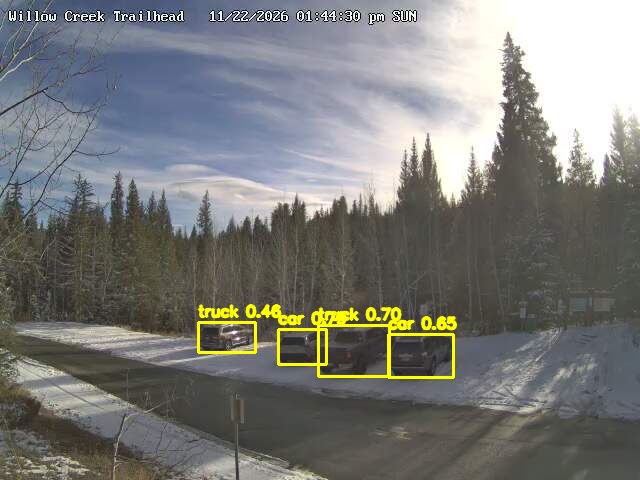 Willow Creek Trailhead 11/22/2026 01:44:30 pm SUN
truck 0.46
car
truck 0.70
car 0.65